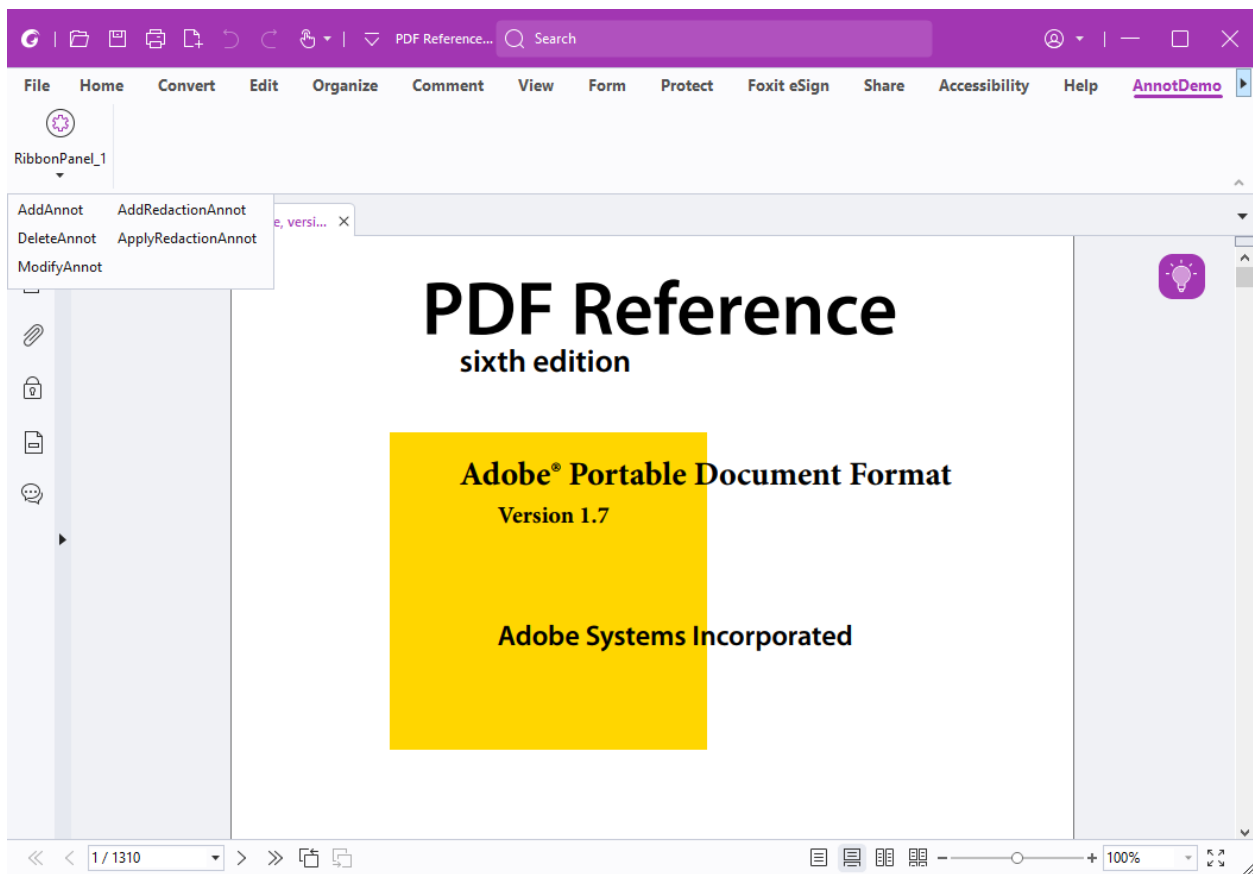 PDF Reference... Search
File Home Convert Edit Organize Comment View Form Protect Foxit eSign Share Accessibility Help AnnotDemo
RibbonPanel_1
AddAnnot AddRedactionAnnot
DeleteAnnot ApplyRedactionAnnot
ModifyAnnot
e, versi...
PDF Reference
sixth edition
Adobe® Portable Document Format
Version 1.7
Adobe Systems Incorporated
1 / 1310
100%